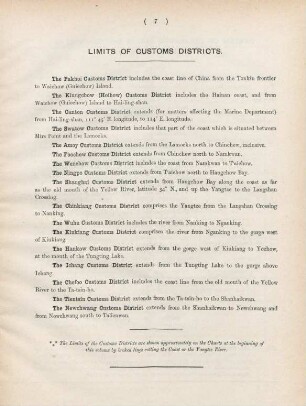 ( 7 )
LIMITS OF CUSTOMS DISTRICTS.
The Pakhoi Customs District includes the coast line of China from the Tonkin frontier
to Waichow (Guiechow) Island.
The Kiungchow (Hoihow) Customs District includes the Hainan coast, and from
Waichow (Guiechow) Island to Hai-ling-shan.
The Canton Customs District extends (for matters affecting the Marine Department)
from Hai-ling-shan, 111° 45' E. longitude, to 114° E. longitude.
The Swatow Customs District includes that part of the coast which is situated between
Mirs Point and the Lamocks.
The Amoy Customs District extends from the Lamocks north to Chinchew, inclusive.
The Foochow Customs District extends from Chinchew north to Namkwan.
The Wenchow Customs District includes the coast from Namkwan to Taichow.
The Ningpo Customs District extends from Taichow north to Hangchow Bay.
The Shanghai Customs District extends from Hangchow Bay along the coast as far
as the old mouth of the Yellow River, latitude 34° N., and up the Yangtze to the Langshan
Crossing.
The Chinkiang Customs District comprises the Yangtze from the Langshan Crossing
to Nanking.
The Wuhu Customs District includes the river from Nanking to Nganking.
The Kiukiang Customs District comprises the river from Nganking to the gorge west
of Kiukiang.
The Hankow Customs District extends from the gorge west of Kiukiang to Yochow,
at the mouth of the Tungting Lake.
The Ichang Customs District extends from the Tungting Lake to the gorge above
Ichang.
The Chefoo Customs District includes the coast line from the old mouth of the Yellow
River to the Ta-tsin-ho.
The Tientsin Customs District extends from the Ta-tsin-ho to the Shanhaikwan.
The Newchwang Customs District extends from the Shanhaikwan to Newchwang and
from Newchwang south to Talienwan.
*** The Limits of the Customs Districts are shown approximately on the Charts at the beginning of
this volume by broken rings cutting the Coast or the Yangtze River.